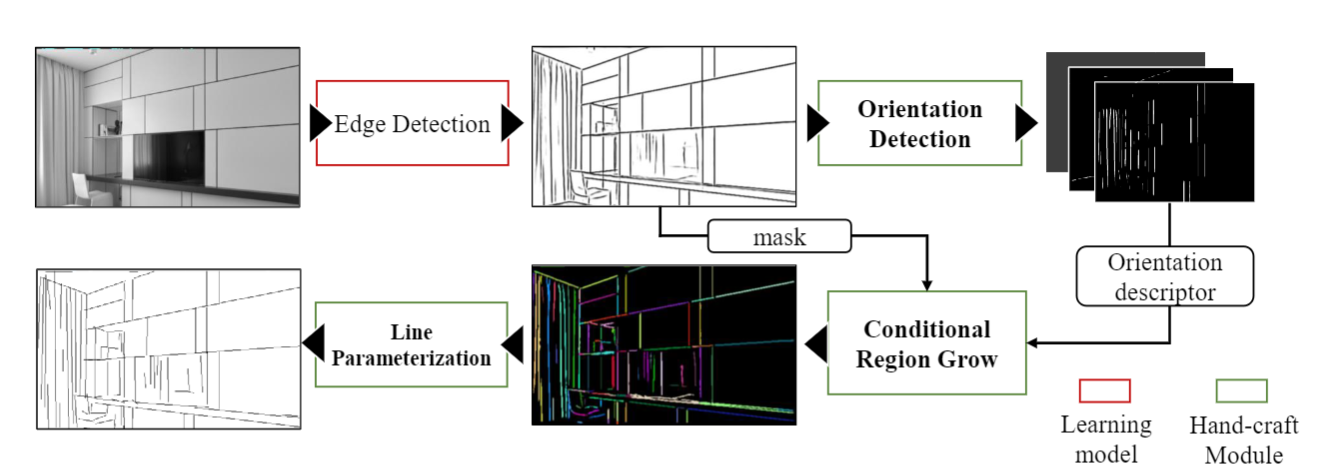 Edge Detection
Orientation
Detection
mask
Orientation
descriptor
Line
Parameterization
Conditional
Region Grow
Learning
model
Hand-craft
Module